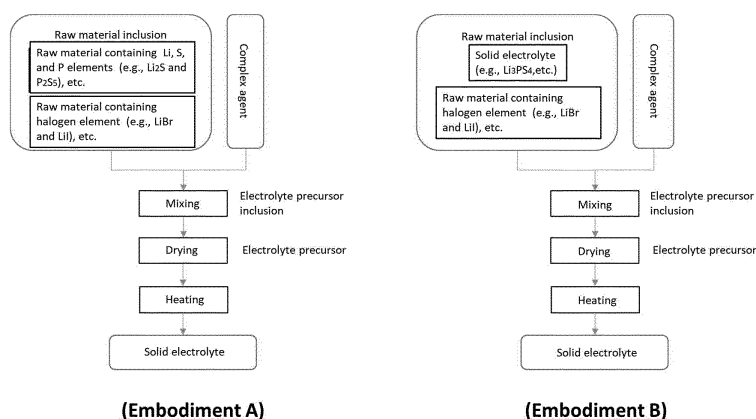 Raw material inclusion
Raw material containing Li, S,
and P elements (e.g., Li2S and
P2S5), etc.
Raw material containing
halogen element (e.g., LiBr
and LiI), etc.
Complex agent
Mixing
Electrolyte precursor
inclusion
Drying
Electrolyte precursor
Heating
Solid electrolyte
(Embodiment A)
Raw material inclusion
Solid electrolyte
(e.g., Li3PS4,etc.)
Raw material containing
halogen element (e.g., LiBr
and LiI), etc.
Complex agent
Mixing
Electrolyte precursor
inclusion
Drying
Electrolyte precursor
Heating
Solid electrolyte
(Embodiment B)